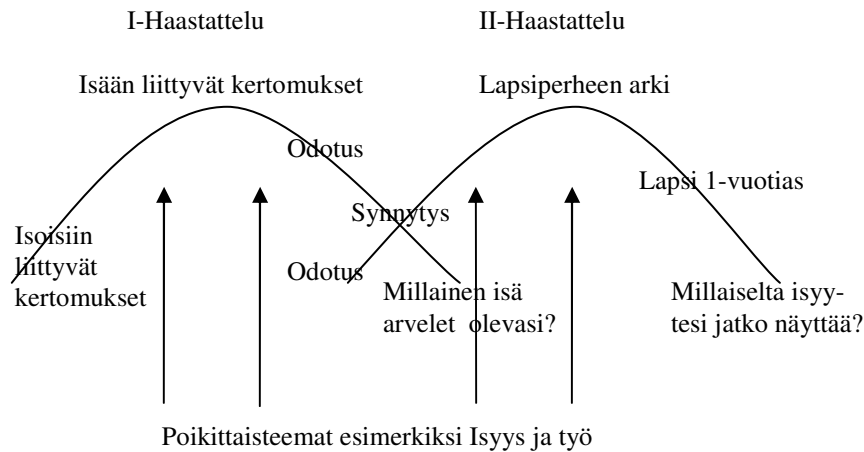 I-Haastattelu
II-Haastattelu
Isään liittyvät kertomukset
Lapsiperheen arki
Odotus
Lapsi 1-vuotias
Synnytys
Isoisiin
liittyvät
kertomukset
Odotus
Millainen isä
arvelet olevasi?
Millaiselta isyy-
tesi jatko näyttää?
Poikittaisteemat esimerkiksi Isyys ja työ